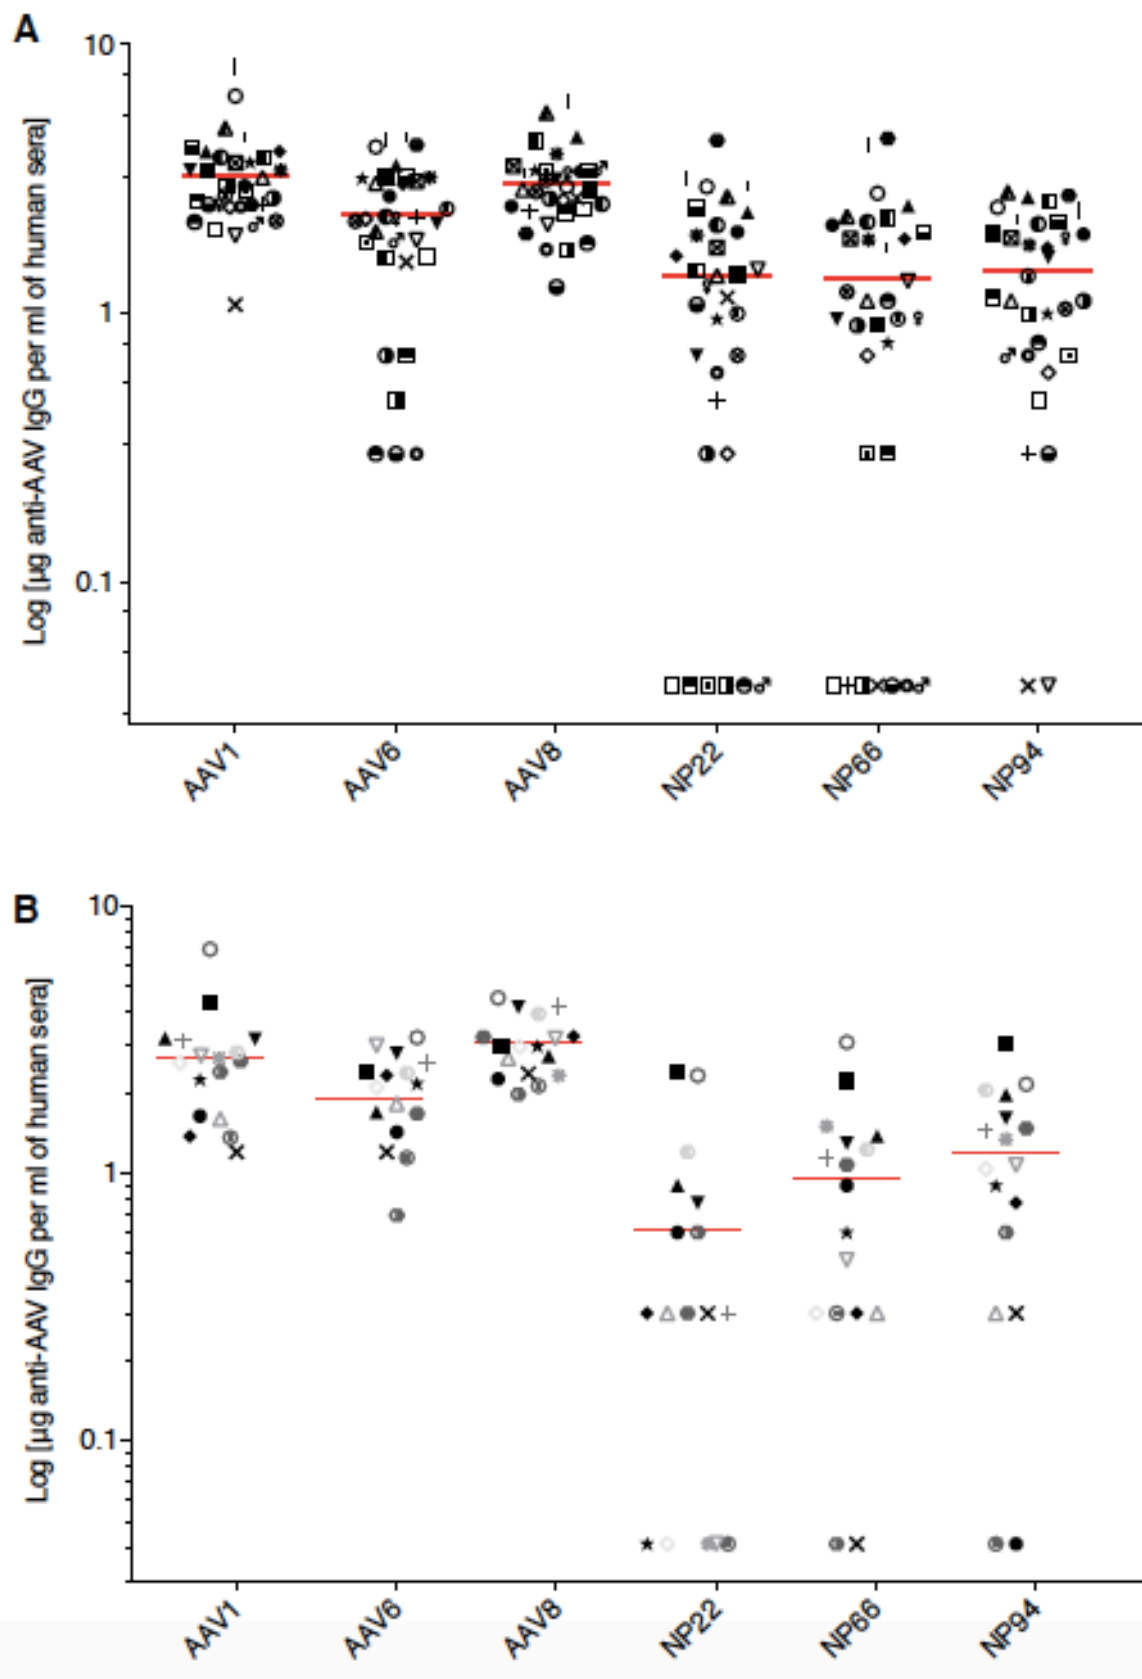 A
Log [µg anti-AAV IgG per ml of human sera]
10
1
0.1
AAV1
AAV6
AAV8
NP22
NP66
NP94
B
Log [µg anti-AAV IgG per ml of human sera]
10
1
0.1
AAV1
AAV6
AAV8
NP22
NP66
NP94